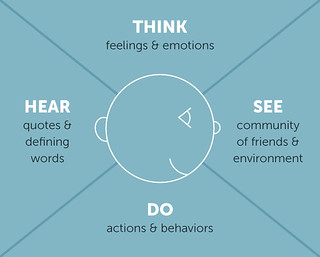 THINK
feelings & emotions
HEAR
quotes &
defining
words
SEE
community
of friends &
environment
DO
actions & behaviors